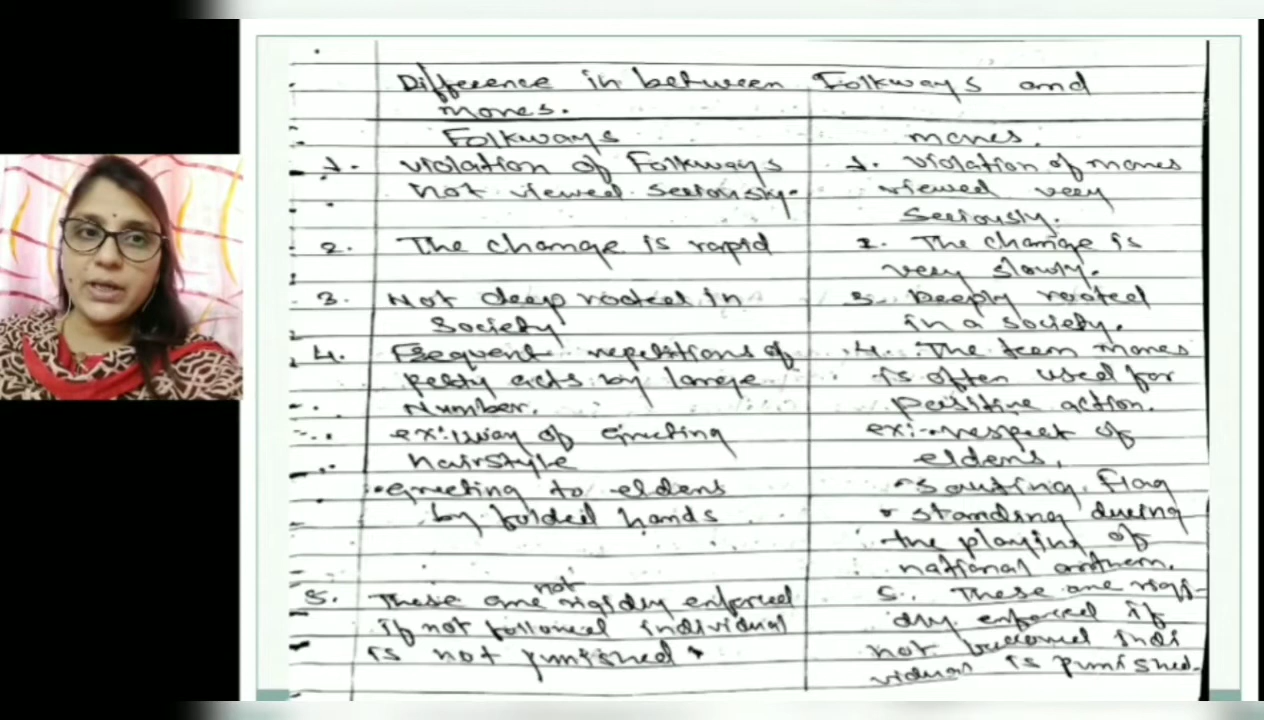 Difference in between Folkways and
mores.
Folkways
1. violation of Folkways
not viewed seriously.
2. The change is rapid
3. Not deep rooted in
Society
4. Frequent repetitions of
petty acts by large
Number.
ex:- way of Greeting
hairstyle
Greeting to elders
by folded hands
5. These are not rigidly enforced
if not followed individual
is not punished.
mores.
1. violation of mores
viewed very
Seriously.
2. The change is
very slowly.
3. Deeply rooted
in a society.
4. The term mores
is often used for
positive action.
ex:- respect of
elders,
Flag
standing during
the playing of
national anthem.
5. These are rigi-
dly enforced if
not indi
vidual is punished.